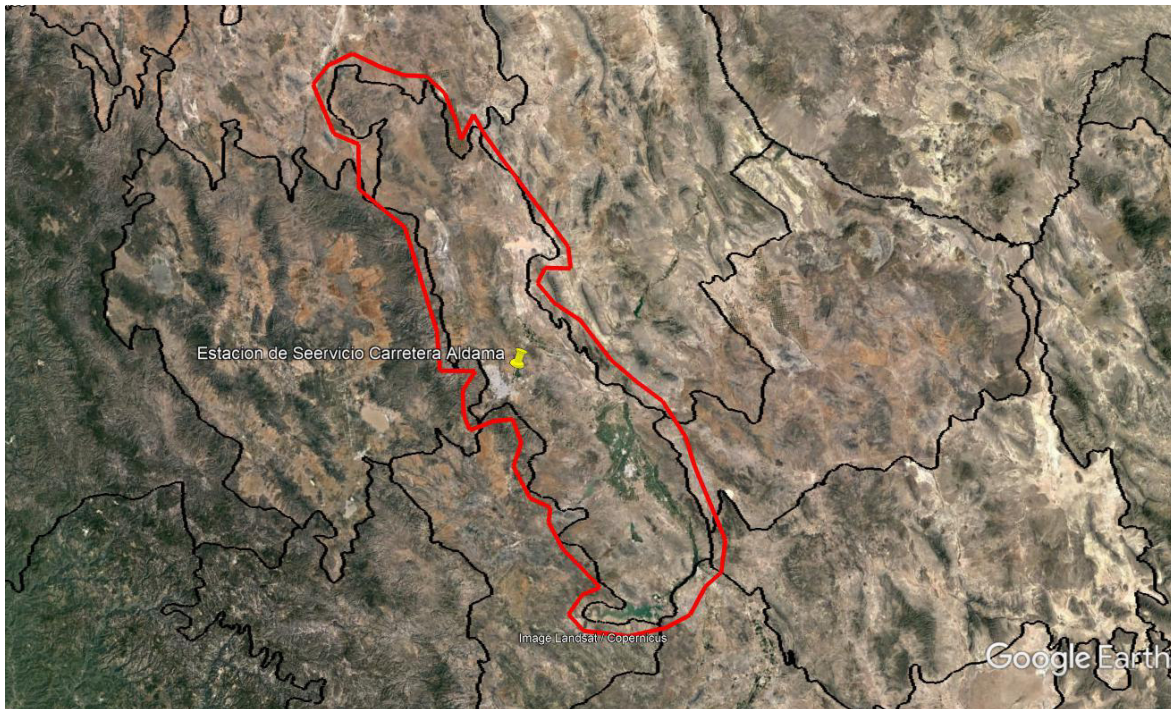 Estacion de Seervicio Carretera Aldama
Image Landsat / Copernicus
Google Earth